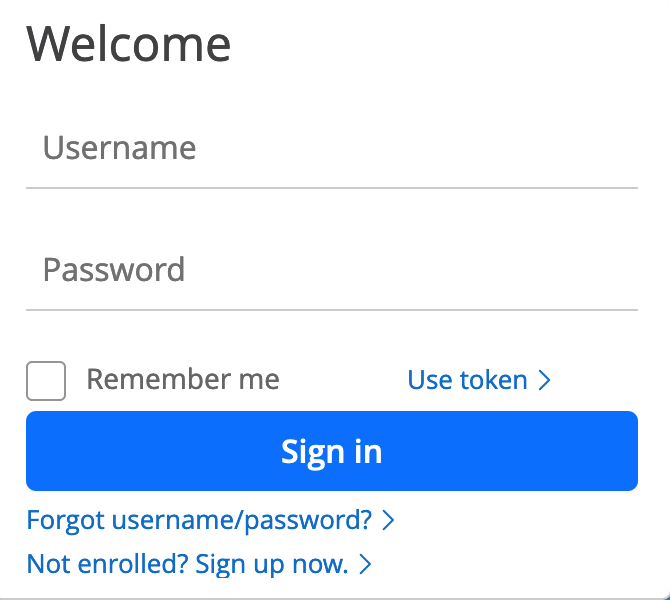 Welcome
Username
Password
Remember me Use token >
Sign in
Forgot username/password? >
Not enrolled? Sign up now. >